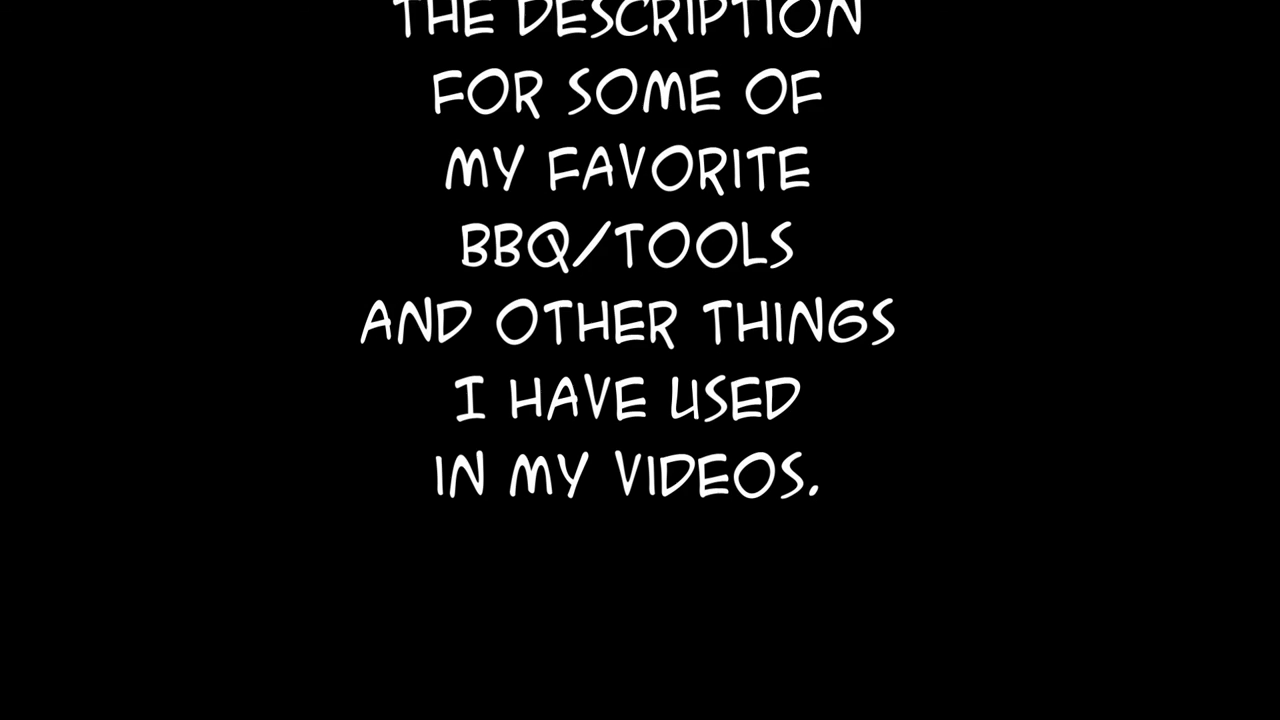 THE DESCRIPTION
FOR SOME OF
MY FAVORITE
BBQ/TOOLS
AND OTHER THINGS
I HAVE USED
IN MY VIDEOS.